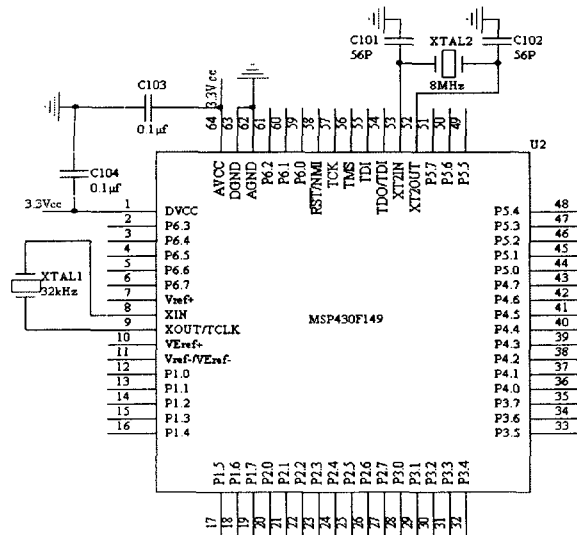 C101
56P
XTAL2
8MHz
C102
56P
C103
0.1μf
3.3Vcc
C104
0.1μf
3.3Vcc
XTAL1
32kHz
U2
MSP430F149
64 63 62 61 60 59 58 57 56 55 54 53 52 51 50 49
AVCC DGND AGND P6.2 P6.1 P6.0 RST/NMI TCK TMS TDI TDO/TDI XT2IN XT2OUT P5.7 P5.6 P5.5
1 DVCC
2 P6.3
3 P6.4
4 P6.5
5 P6.6
6 P6.7
7 Vref+
8 XIN
9 XOUT/TCLK
10 VEref+
11 Vref-/VEref-
12 P1.0
13 P1.1
14 P1.2
15 P1.3
16 P1.4
P5.4 48
P5.3 47
P5.2 46
P5.1 45
P5.0 44
P4.7 43
P4.6 42
P4.5 41
P4.4 40
P4.3 39
P4.2 38
P4.1 37
P4.0 36
P3.7 35
P3.6 34
P3.5 33
P1.5 P1.6 P1.7 P2.0 P2.1 P2.2 P2.3 P2.4 P2.5 P2.6 P2.7 P3.0 P3.1 P3.2 P3.3 P3.4
17 18 19 20 21 22 23 24 25 26 27 28 29 30 31 32